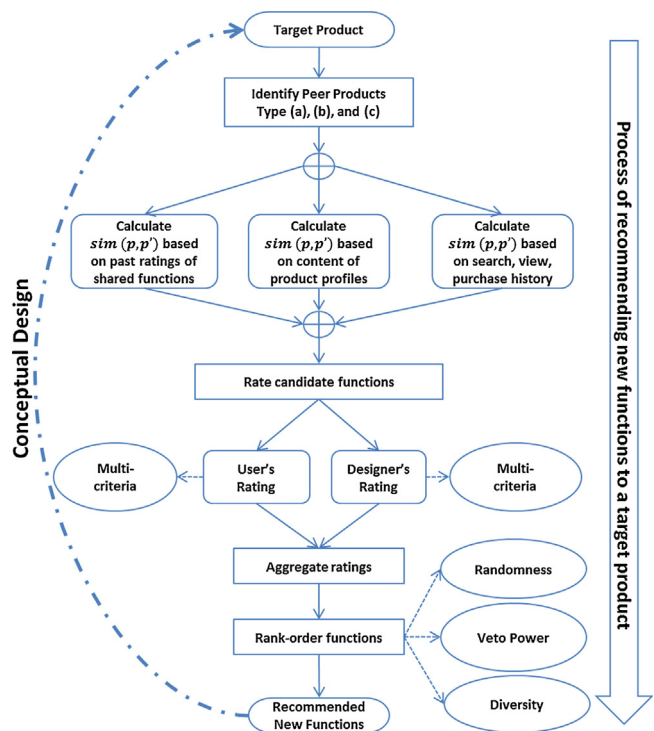 Target Product
Identify Peer Products
Type (a), (b), and (c)
Calculate
sim (p,p′) based
on past ratings of
shared functions
Calculate
sim (p,p′) based
on content of
product profiles
Calculate
sim (p,p′) based
on search, view,
purchase history
Rate candidate functions
Multi-
criteria
User's
Rating
Designer's
Rating
Multi-
criteria
Aggregate ratings
Randomness
Rank-order functions
Veto Power
Diversity
Recommended
New Functions
Conceptual Design
Process of recommending new functions to a target product